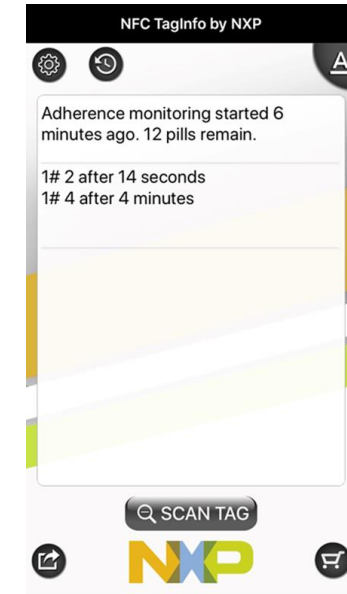 NFC TagInfo by NXP
A
Adherence monitoring started 6
minutes ago. 12 pills remain.
1# 2 after 14 seconds
1# 4 after 4 minutes
SCAN TAG
NXP